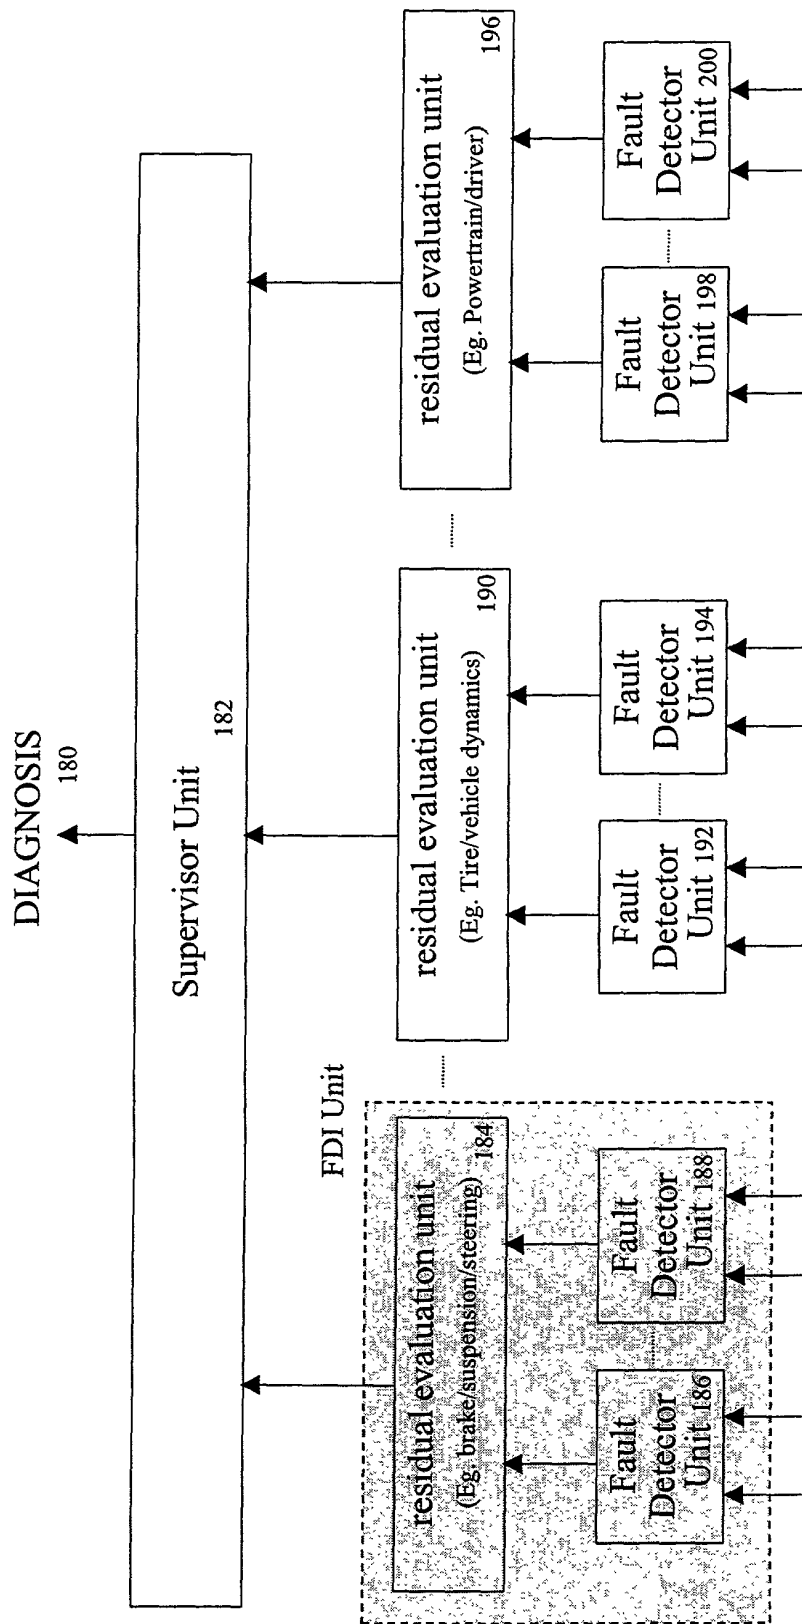 DIAGNOSIS
180
Supervisor Unit
182
FDI Unit
residual evaluation unit
(Eg. brake/suspension/steering)
184
residual evaluation unit
(Eg. Tire/vehicle dynamics)
190
residual evaluation unit
(Eg. Powertrain/driver)
196
Fault
Detector
Unit 186
Fault
Detector
Unit 188
Fault
Detector
Unit 192
Fault
Detector
Unit 194
Fault
Detector
Unit 198
Fault
Detector
Unit 200